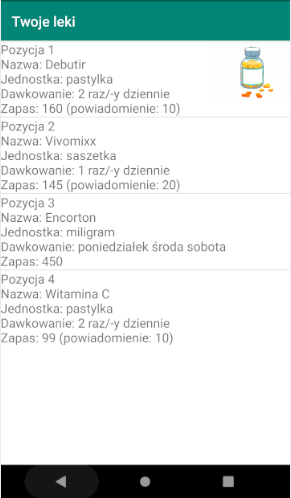 Twoje leki
Pozycja 1
Nazwa: Debutir
Jednostka: pastylka
Dawkowanie: 2 raz/-y dziennie
Zapas: 160 (powiadomienie: 10)
Pozycja 2
Nazwa: Vivomixx
Jednostka: saszetka
Dawkowanie: 1 raz/-y dziennie
Zapas: 145 (powiadomienie: 20)
Pozycja 3
Nazwa: Encorton
Jednostka: miligram
Dawkowanie: poniedziałek środa sobota
Zapas: 450
Pozycja 4
Nazwa: Witamina C
Jednostka: pastylka
Dawkowanie: 2 raz/-y dziennie
Zapas: 99 (powiadomienie: 10)